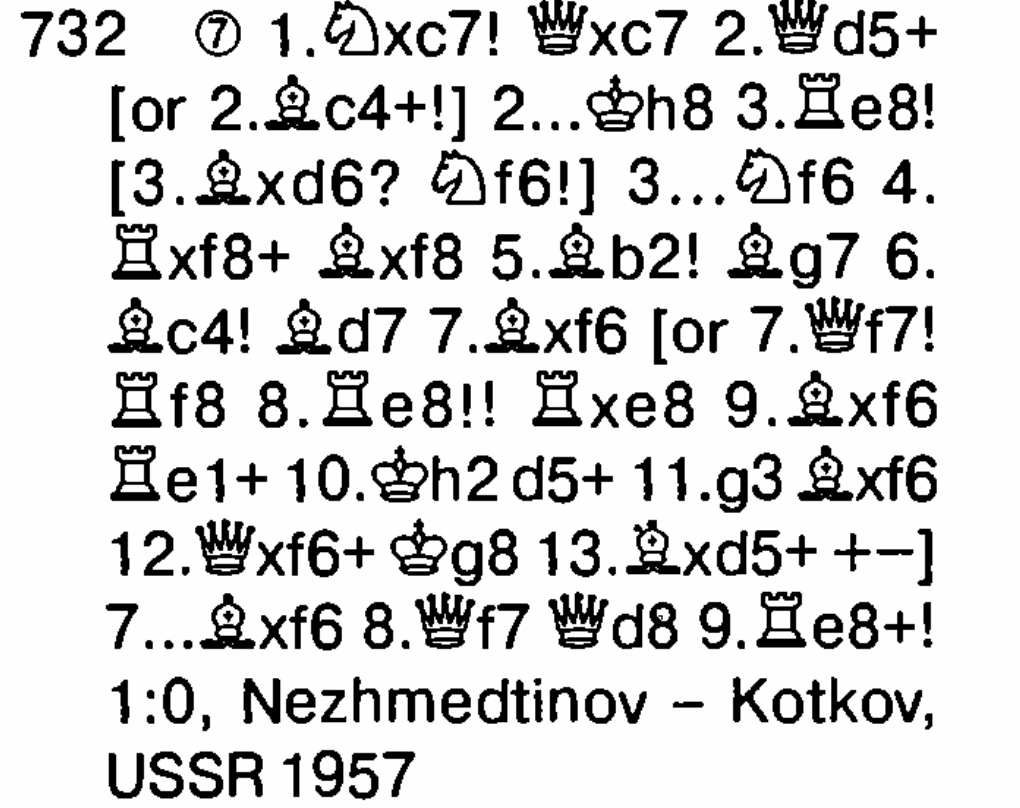 732 ⑦ 1.♘xc7! ♕xc7 2.♕d5+
[or 2.♗c4+!] 2...♔h8 3.♖e8!
[3.♗xd6? ♘f6!] 3...♘f6 4.
♖xf8+ ♗xf8 5.♗b2! ♗g7 6.
♗c4! ♗d7 7.♗xf6 [or 7.♕f7!
♖f8 8.♖e8!! ♖xe8 9.♗xf6
♖e1+ 10.♔h2 d5+ 11.g3 ♗xf6
12.♕xf6+ ♔g8 13.♗xd5+ +−]
7...♗xf6 8.♕f7 ♕d8 9.♖e8+!
1:0, Nezhmedtinov – Kotkov,
USSR 1957